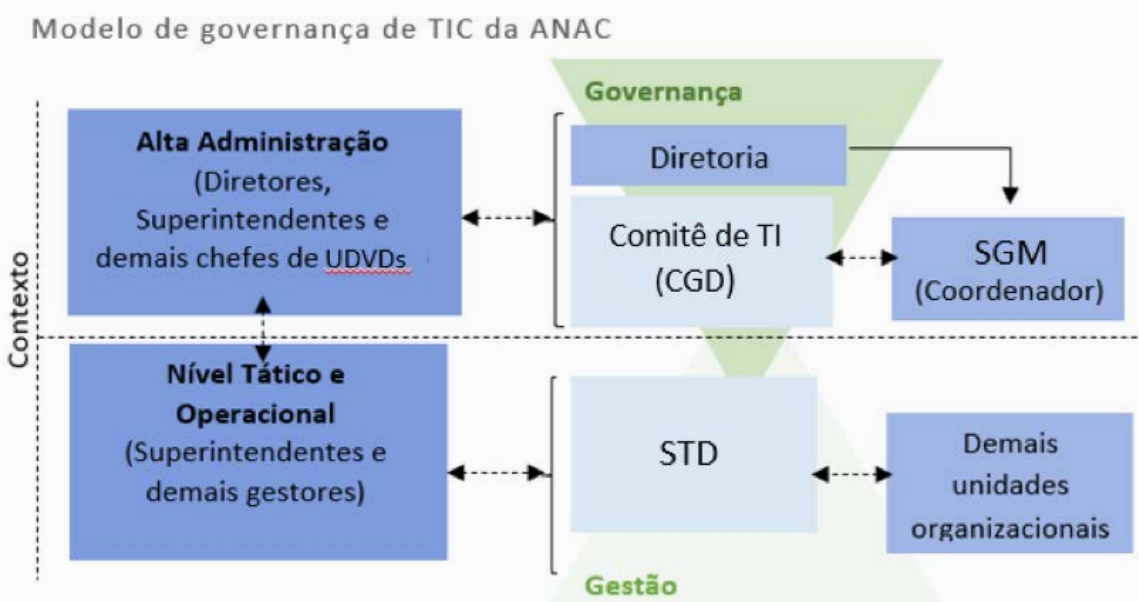 Modelo de governança de TIC da ANAC
Contexto
Alta Administração
(Diretores,
Superintendentes e
demais chefes de UDVDs
Governança
Diretoria
Comitê de TI
(CGD)
SGM
(Coordenador)
Nível Tático e
Operacional
(Superintendentes e
demais gestores)
STD
Demais
unidades
organizacionais
Gestão